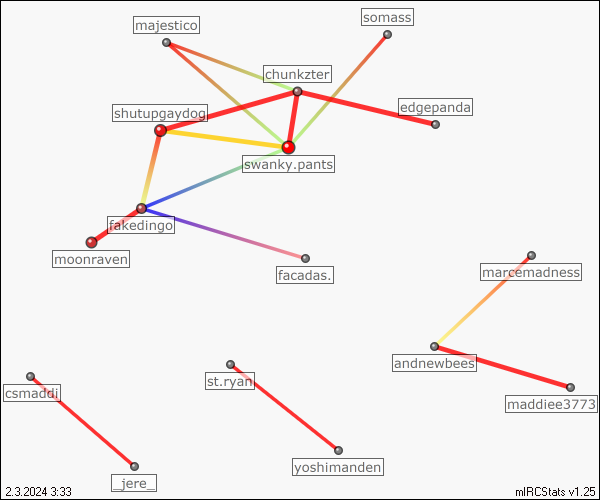 somass
majestico
chunkzter
edgepanda
shutupgaydog
swanky.pants
fakedingo
moonraven
facadas.
marcemadness
andnewbees
st.ryan
csmaddi
maddiee3773
yoshimanden
_jere_
2.3.2024 3:33
mIRCStats v1.25